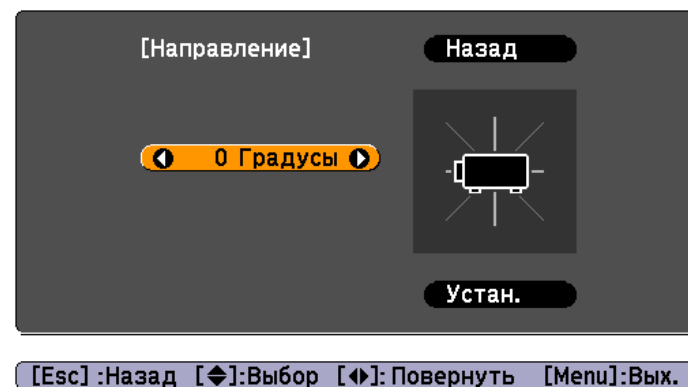 [Направление]
Назад
0 Градусы
Устан.
[Esc] :Назад [◆]:Выбор [◀▶]: Повернуть [Menu]:Вых.